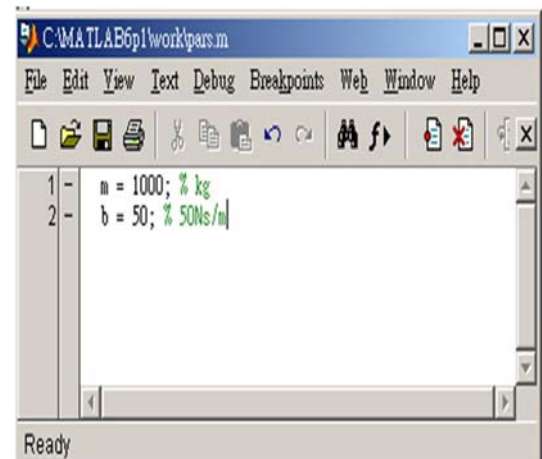 C:\MATLAB6p1\work\pars.m
File Edit View Text Debug Breakpoints Web Window Help
1 - m = 1000; % kg
2 - b = 50; % 50Ns/m
Ready